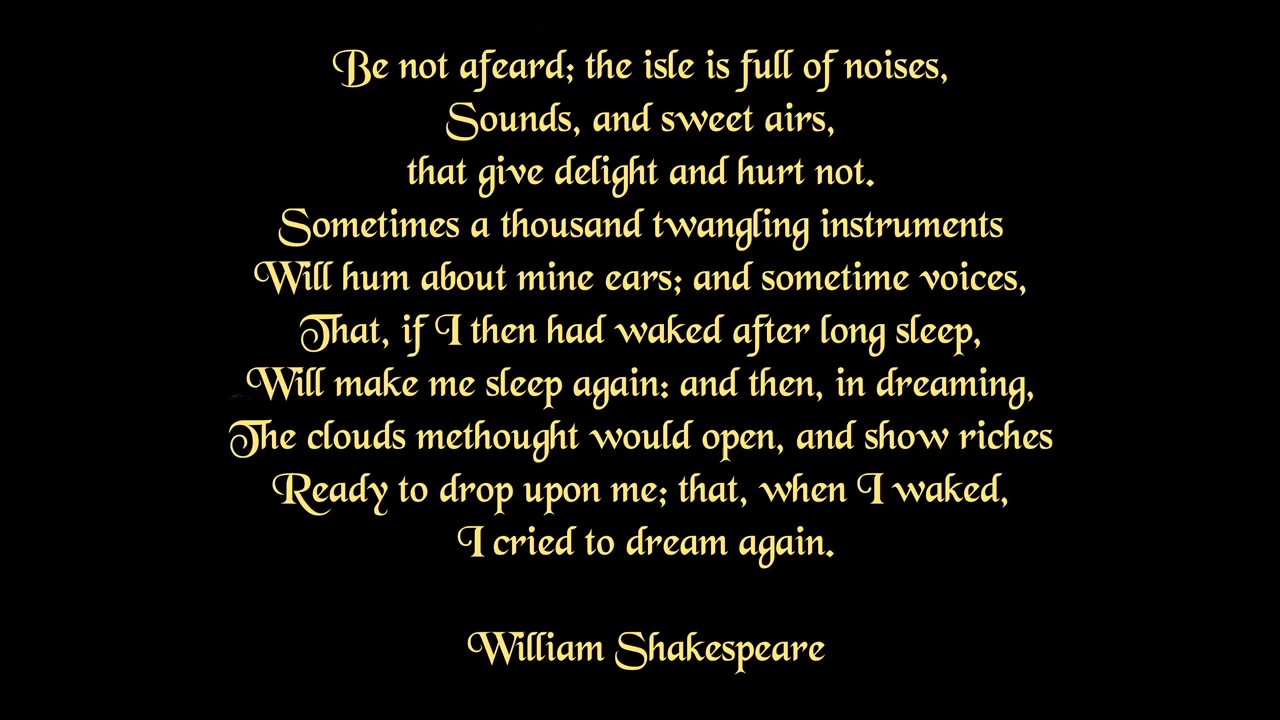 Be not afeard; the isle is full of noises,
Sounds, and sweet airs,
that give delight and hurt not.
Sometimes a thousand twangling instruments
Will hum about mine ears; and sometime voices,
That, if I then had waked after long sleep,
Will make me sleep again: and then, in dreaming,
The clouds methought would open, and show riches
Ready to drop upon me; that, when I waked,
I cried to dream again.
William Shakespeare